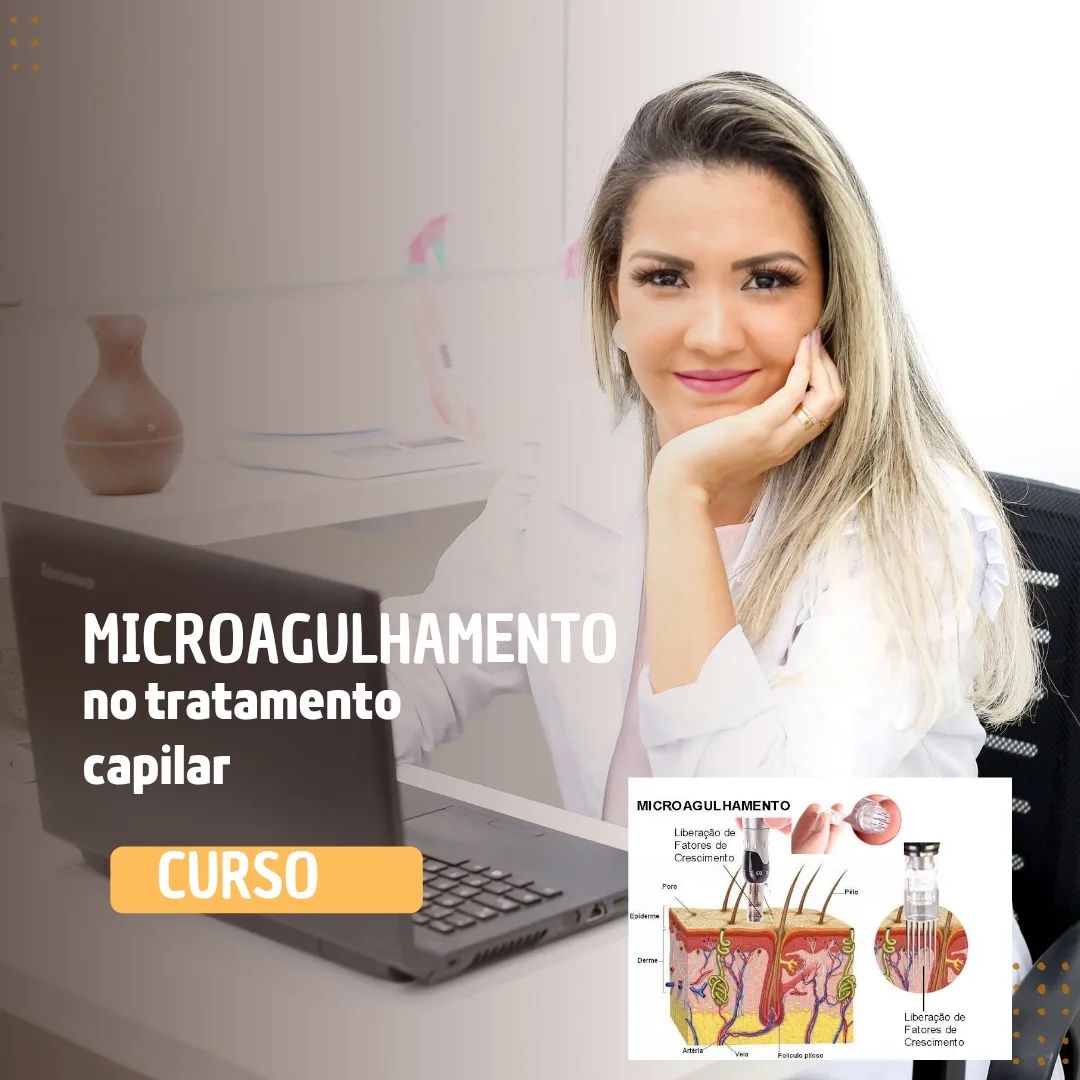 MICROAGULHAMENTO
no tratamento
capilar
CURSO
MICROAGULHAMENTO
Liberação de
Fatores de
Crescimento
Poro
Pêlo
Epiderme
Derme
Artéria
Veia
Folículo piloso
Liberação de
Fatores de
Crescimento